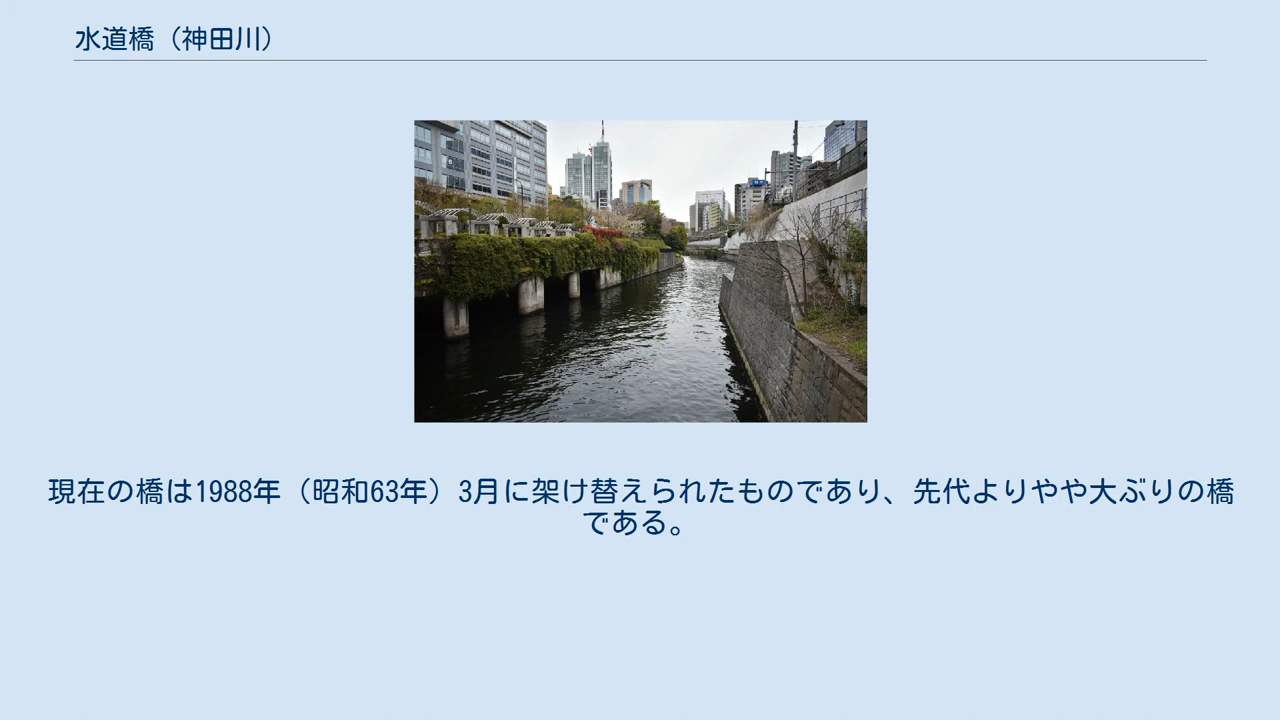 水道橋（神田川）
現在の橋は1988年（昭和63年）3月に架け替えられたものであり、先代よりやや大ぶりの橋
である。